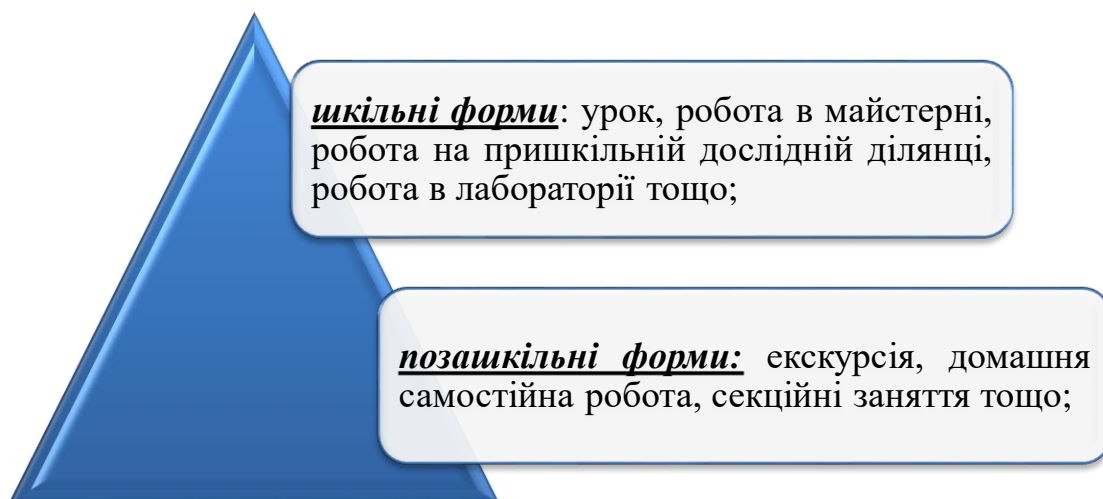 шкільні форми: урок, робота в майстерні,
робота на пришкільній дослідній ділянці,
робота в лабораторії тощо;
позашкільні форми: екскурсія, домашня
самостійна робота, секційні заняття тощо;